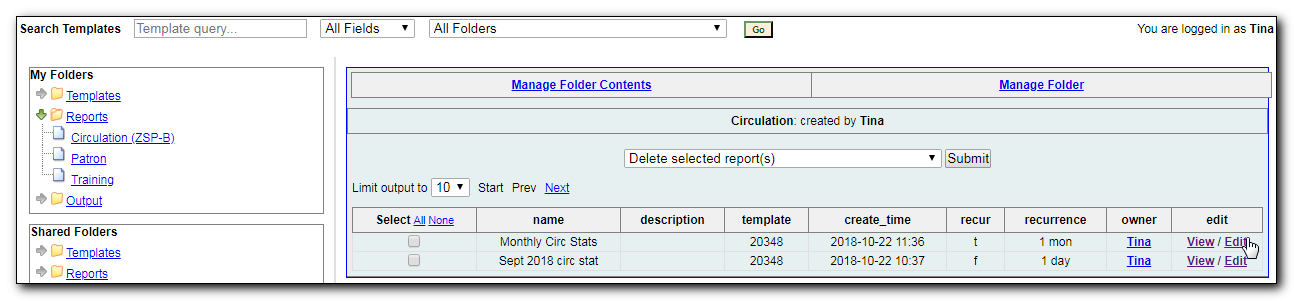 Search Templates Template query... All Fields All Folders Go You are logged in as Tina
My Folders
Templates
Reports
Circulation (ZSP-B)
Patron
Training
Output
Shared Folders
Templates
Reports
Manage Folder Contents Manage Folder
Circulation: created by Tina
Delete selected report(s) Submit
Limit output to 10 Start Prev Next
Select All None name description template create_time recur recurrence owner edit
Monthly Circ Stats 20348 2018-10-22 11:36 t 1 mon Tina View / Edit
Sept 2018 circ stat 20348 2018-10-22 10:37 f 1 day Tina View / Edit